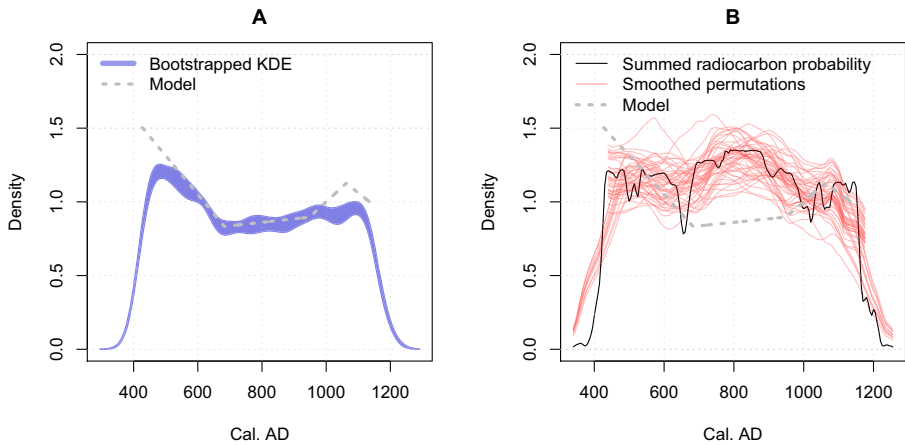 A
2.0
1.5
1.0
0.5
0.0
Density
Bootstrapped KDE
Model
400
600
800
1000
1200
Cal. AD
B
2.0
1.5
1.0
0.5
0.0
Density
Summed radiocarbon probability
Smoothed permutations
Model
400
600
800
1000
1200
Cal. AD